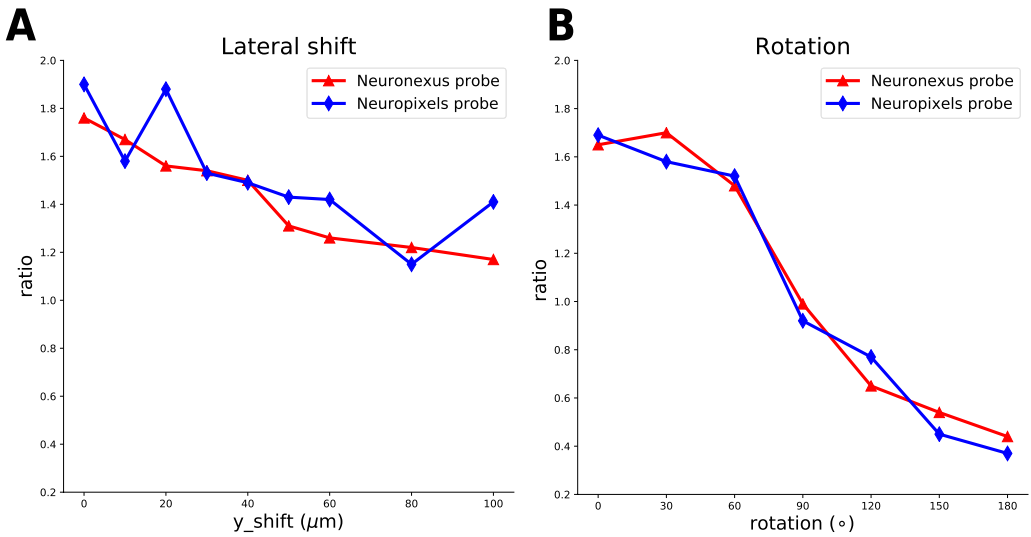 A
Lateral shift
Neuronexus probe
Neuropixels probe
2.0
1.8
1.6
1.4
1.2
1.0
0.8
0.6
0.4
0.2
ratio
0 20 40 60 80 100
y_shift (μm)
B
Rotation
Neuronexus probe
Neuropixels probe
2.0
1.8
1.6
1.4
1.2
1.0
0.8
0.6
0.4
0.2
ratio
0 30 60 90 120 150 180
rotation (∘)